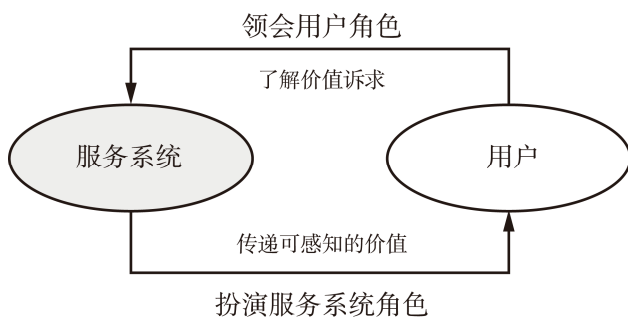 领会用户角色
了解价值诉求
服务系统
用户
传递可感知的价值
扮演服务系统角色